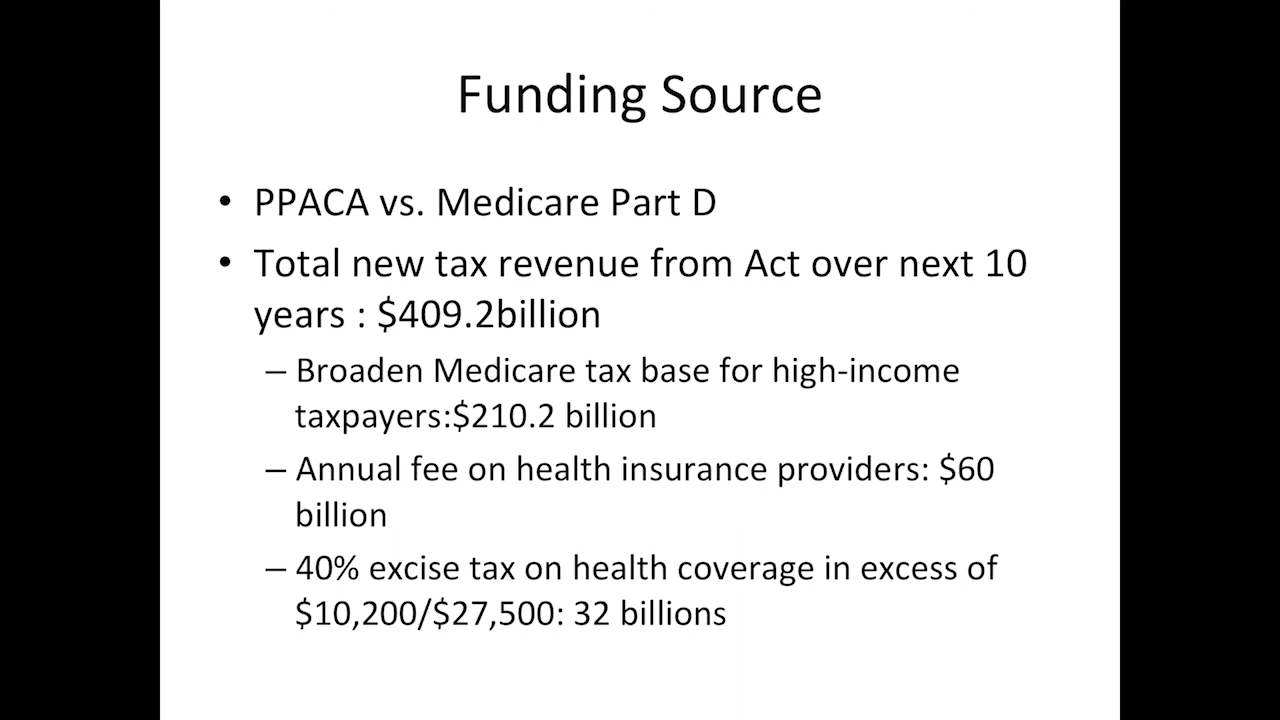 Funding Source
• PPACA vs. Medicare Part D
• Total new tax revenue from Act over next 10
years : $409.2billion
– Broaden Medicare tax base for high-income
taxpayers:$210.2 billion
– Annual fee on health insurance providers: $60
billion
– 40% excise tax on health coverage in excess of
$10,200/$27,500: 32 billions